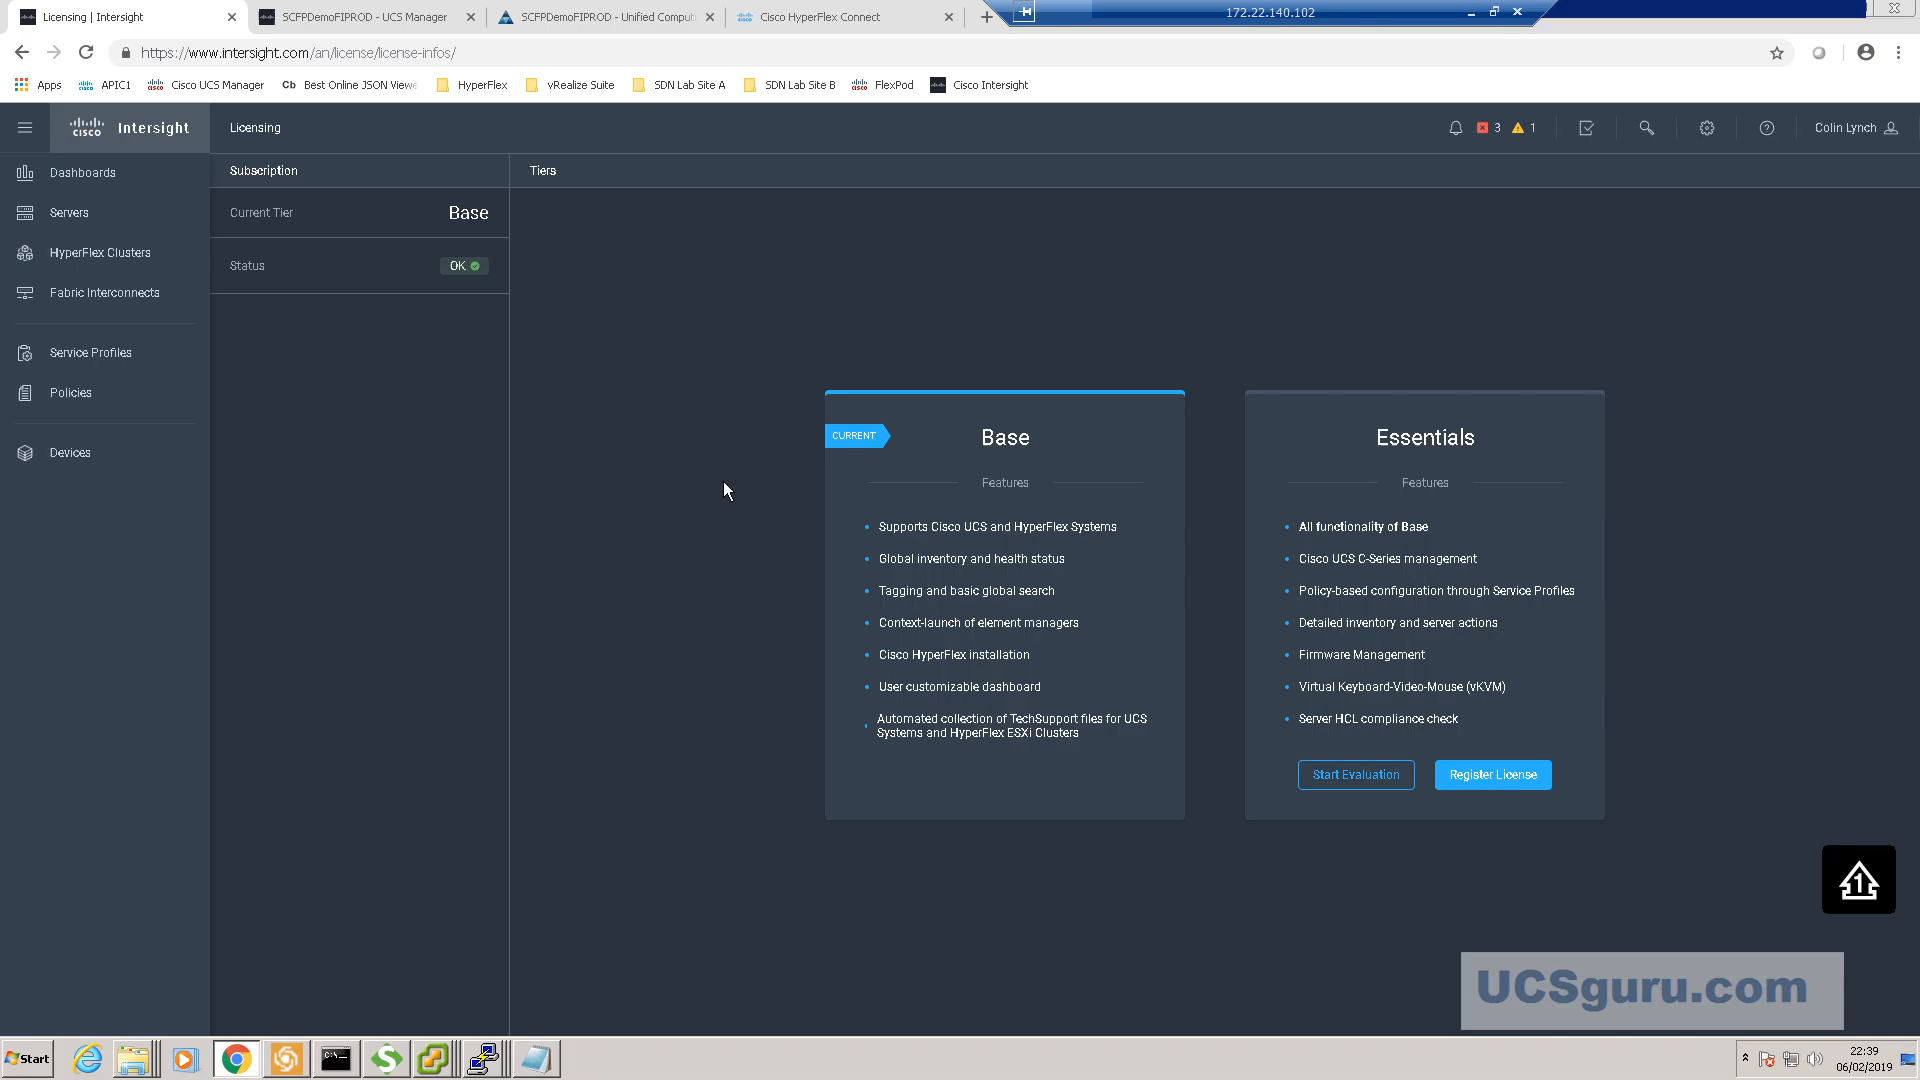 Licensing | Intersight
SCFPDemoFIPROD - UCS Manager
SCFPDemoFIPROD - Unified Comput
Cisco HyperFlex Connect
172.22.140.102
https://www.intersight.com/an/license/license-infos/
Apps
APIC1
Cisco UCS Manager
Cb Best Online JSON Viewe
HyperFlex
vRealize Suite
SDN Lab Site A
SDN Lab Site B
FlexPod
Cisco Intersight
CISCO Intersight
Licensing
3
1
Colin Lynch
Dashboards
Servers
HyperFlex Clusters
Fabric Interconnects
Service Profiles
Policies
Devices
Subscription
Current Tier Base
Status OK
Tiers
CURRENT
Base
Features
Supports Cisco UCS and HyperFlex Systems
Global inventory and health status
Tagging and basic global search
Context-launch of element managers
Cisco HyperFlex installation
User customizable dashboard
Automated collection of TechSupport files for UCS
Systems and HyperFlex ESXi Clusters
Essentials
Features
All functionality of Base
Cisco UCS C-Series management
Policy-based configuration through Service Profiles
Detailed inventory and server actions
Firmware Management
Virtual Keyboard-Video-Mouse (vKVM)
Server HCL compliance check
Start Evaluation
Register License
1
UCSguru.com
Start
C:\
22:39
06/02/2019